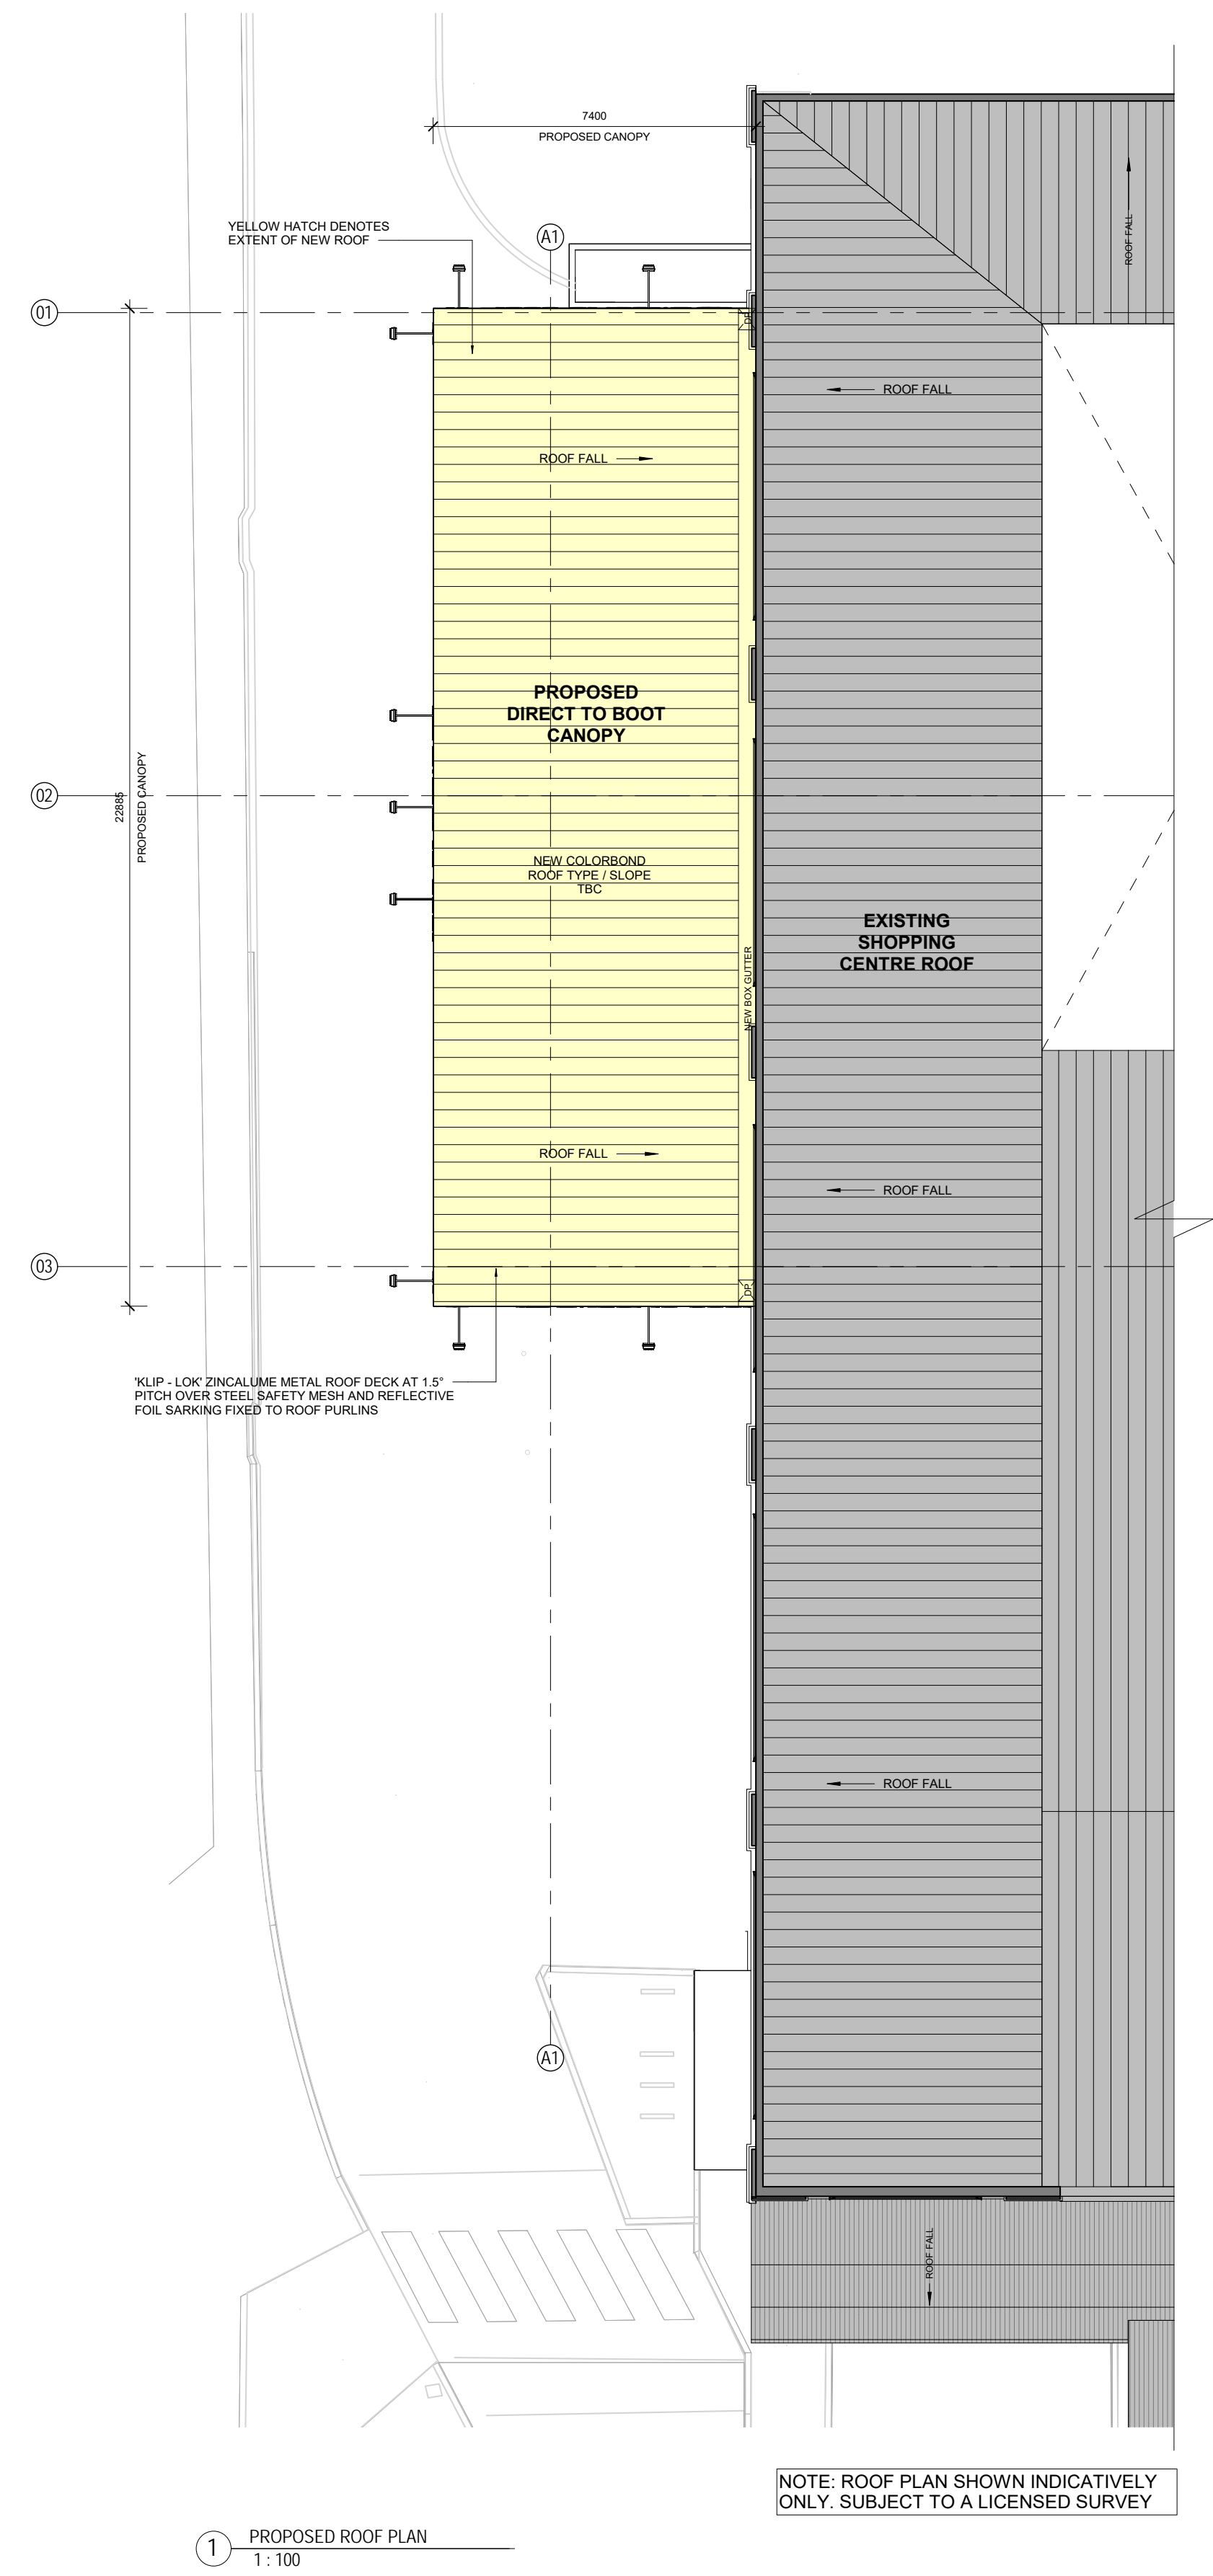 7400
PROPOSED CANOPY
YELLOW HATCH DENOTES
EXTENT OF NEW ROOF
A1
ROOF FALL
01
DP
ROOF FALL
ROOF FALL
PROPOSED
DIRECT TO BOOT
CANOPY
02
22885
PROPOSED CANOPY
NEW COLORBOND
ROOF TYPE / SLOPE
TBC
EXISTING
SHOPPING
CENTRE ROOF
NEW BOX GUTTER
ROOF FALL
ROOF FALL
03
DP
'KLIP - LOK' ZINCALUME METAL ROOF DECK AT 1.5°
PITCH OVER STEEL SAFETY MESH AND REFLECTIVE
FOIL SARKING FIXED TO ROOF PURLINS
ROOF FALL
A1
ROOF FALL
NOTE: ROOF PLAN SHOWN INDICATIVELY
ONLY. SUBJECT TO A LICENSED SURVEY
1
PROPOSED ROOF PLAN
1 : 100